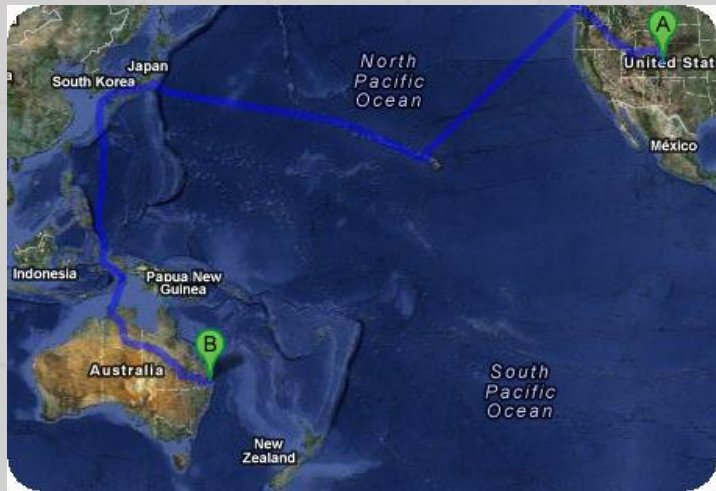 A
United Stat
North
Pacific
Ocean
Japan
South Korea
México
Indonesia
Papua New
Guinea
B
Australia
South
Pacific
Ocean
New
Zealand